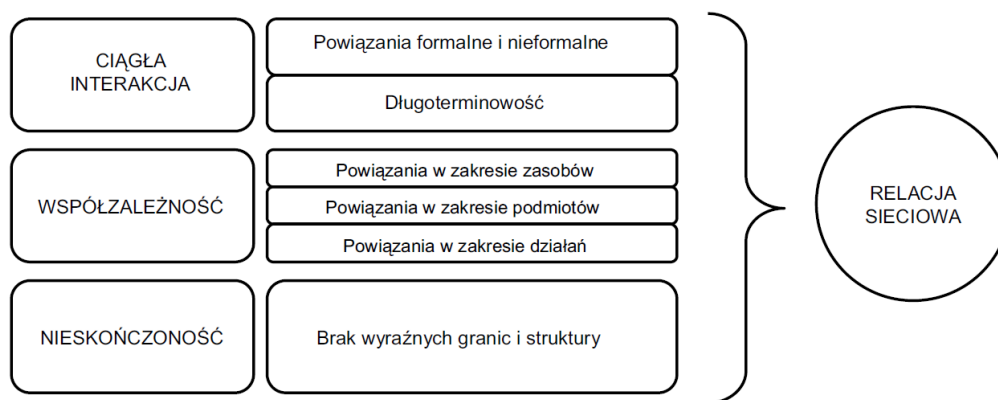 CIĄGŁA
INTERAKCJA
Powiązania formalne i nieformalne
Długoterminowość
WSPÓŁZALEŻNOŚĆ
Powiązania w zakresie zasobów
Powiązania w zakresie podmiotów
Powiązania w zakresie działań
NIESKOŃCZONOŚĆ
Brak wyraźnych granic i struktury
RELACJA
SIECIOWA